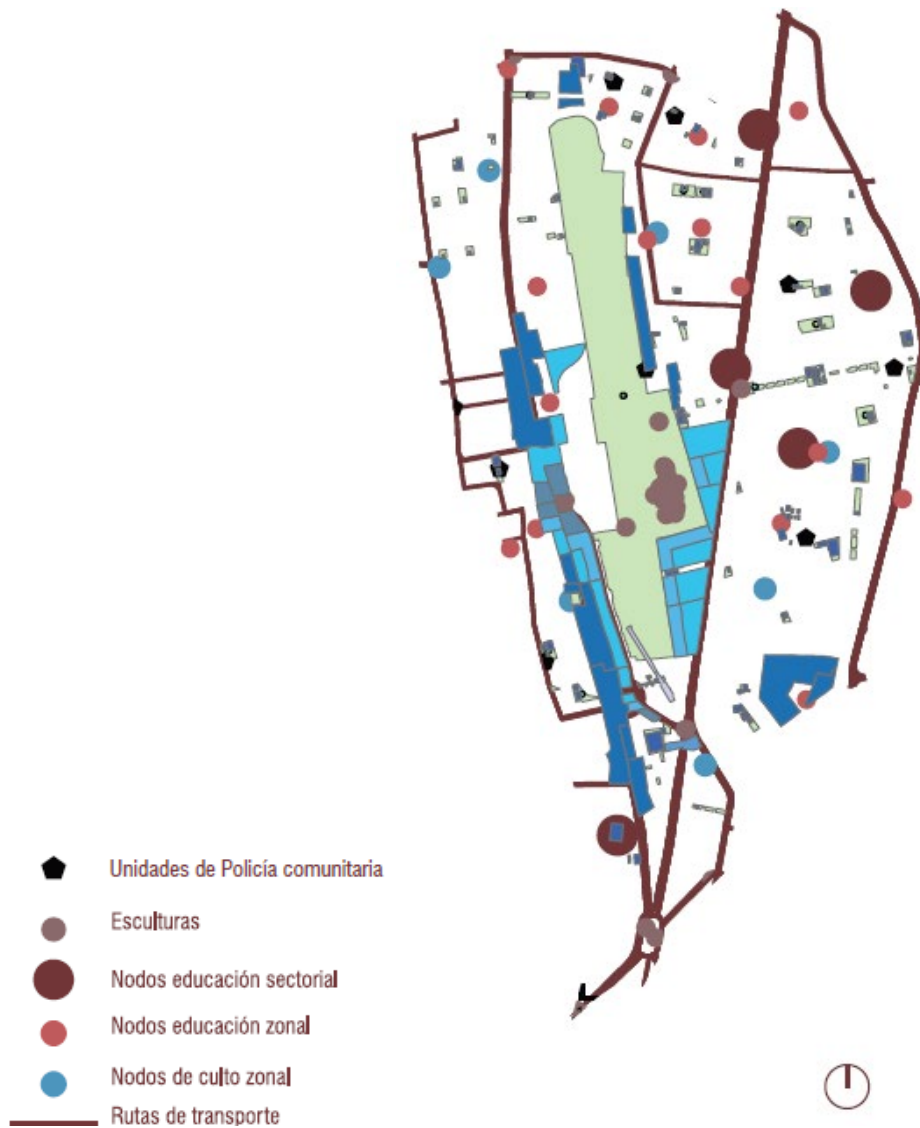 Unidades de Policía comunitaria
Esculturas
Nodos educación sectorial
Nodos educación zonal
Nodos de culto zonal
Rutas de transporte